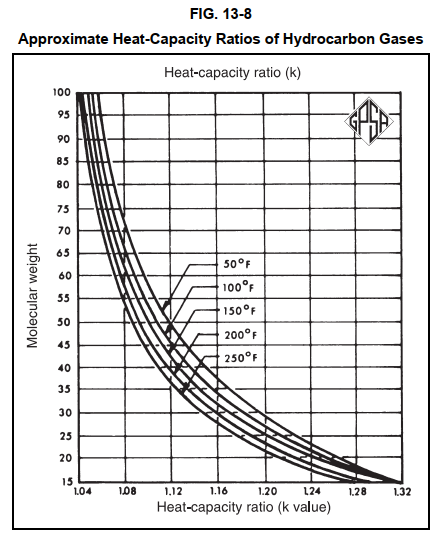 FIG. 13-8
Approximate Heat-Capacity Ratios of Hydrocarbon Gases
Heat-capacity ratio (k)
GPSA
Molecular weight
100
95
90
85
80
75
70
65
60
55
50
45
40
35
30
25
20
15
50°F
100°F
150°F
200°F
250°F
1.04 1.08 1.12 1.16 1.20 1.24 1.28 1.32
Heat-capacity ratio (k value)